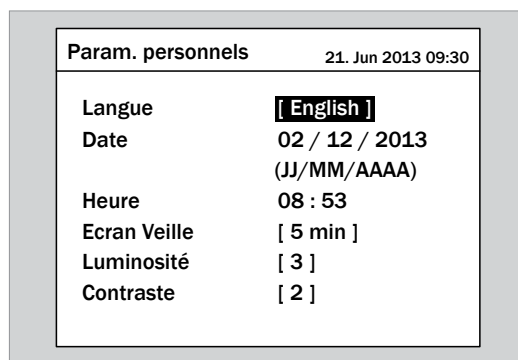 Param. personnels 21. Jun 2013 09:30
Langue [ English ]
Date 02 / 12 / 2013
(JJ/MM/AAAA)
Heure 08 : 53
Ecran Veille [ 5 min ]
Luminosité [ 3 ]
Contraste [ 2 ]